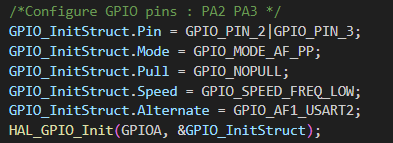 /*Configure GPIO pins : PA2 PA3 */
GPIO_InitStruct.Pin = GPIO_PIN_2|GPIO_PIN_3;
GPIO_InitStruct.Mode = GPIO_MODE_AF_PP;
GPIO_InitStruct.Pull = GPIO_NOPULL;
GPIO_InitStruct.Speed = GPIO_SPEED_FREQ_LOW;
GPIO_InitStruct.Alternate = GPIO_AF1_USART2;
HAL_GPIO_Init(GPIOA, &GPIO_InitStruct);